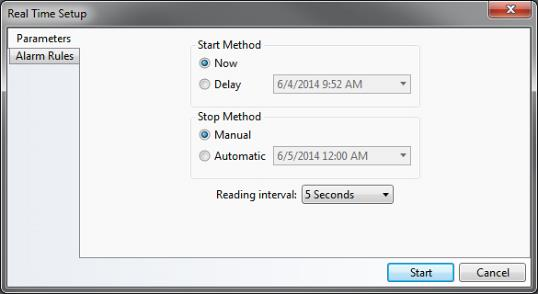 Real Time Setup
Parameters
Alarm Rules
Start Method
Now
Delay 6/4/2014 9:52 AM
Stop Method
Manual
Automatic 6/5/2014 12:00 AM
Reading interval: 5 Seconds
Start Cancel